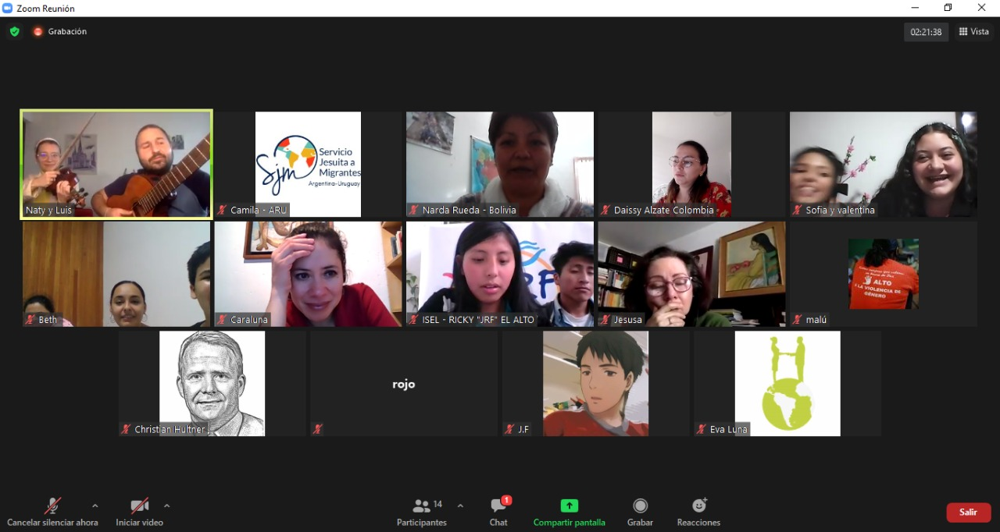 Zoom Reunión
Grabación
02:21:38
Vista
Naty y Luis
Sjm
Servicio
Jesuita a
Migrantes
Argentina-Uruguay
Camila - ARU
Narda Rueda - Bolivia
Daissy Alzate Colombia
Sofia y valentina
Beth
Caraluna
RF
ISEL - RICKY "JRF" EL ALTO
Jesusa
ALTO
A LA VIOLENCIA DE
GÉNERO
malú
Christian Hultner
rojo
J.F
Eva Luna
Cancelar silenciar ahora
Iniciar video
14
Participantes
1
Chat
Compartir pantalla
Grabar
Reacciones
Salir